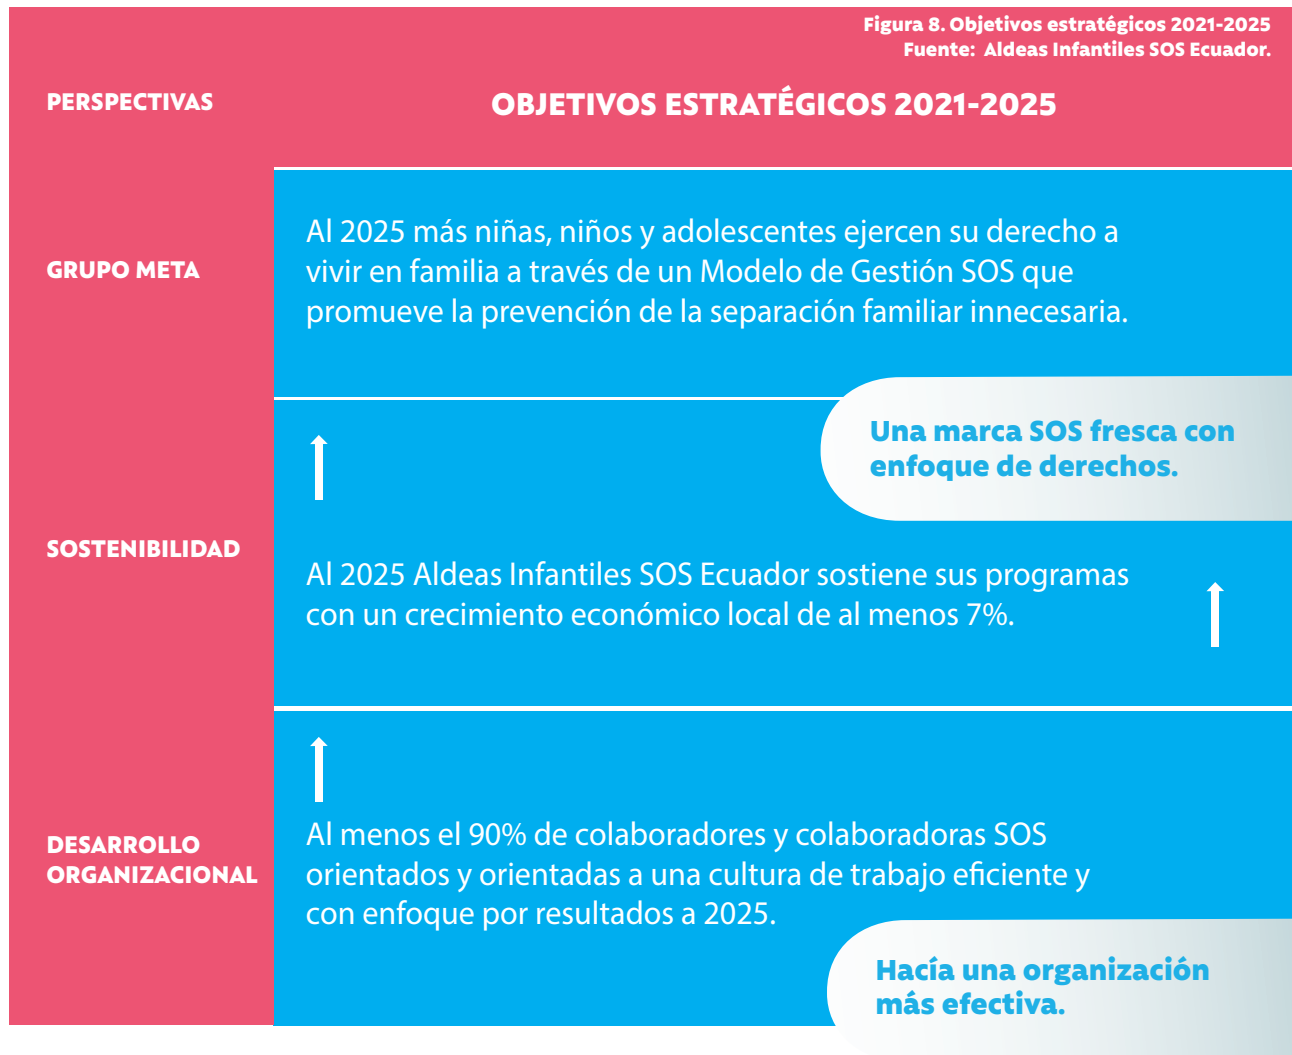 Figura 8. Objetivos estratégicos 2021-2025
Fuente: Aldeas Infantiles SOS Ecuador.
PERSPECTIVAS
OBJETIVOS ESTRATÉGICOS 2021-2025
GRUPO META
Al 2025 más niñas, niños y adolescentes ejercen su derecho a
vivir en familia a través de un Modelo de Gestión SOS que
promueve la prevención de la separación familiar innecesaria.
Una marca SOS fresca con
enfoque de derechos.
SOSTENIBILIDAD
Al 2025 Aldeas Infantiles SOS Ecuador sostiene sus programas
con un crecimiento económico local de al menos 7%.
DESARROLLO
ORGANIZACIONAL
Al menos el 90% de colaboradores y colaboradoras SOS
orientados y orientadas a una cultura de trabajo eficiente y
con enfoque por resultados a 2025.
Hacía una organización
más efectiva.